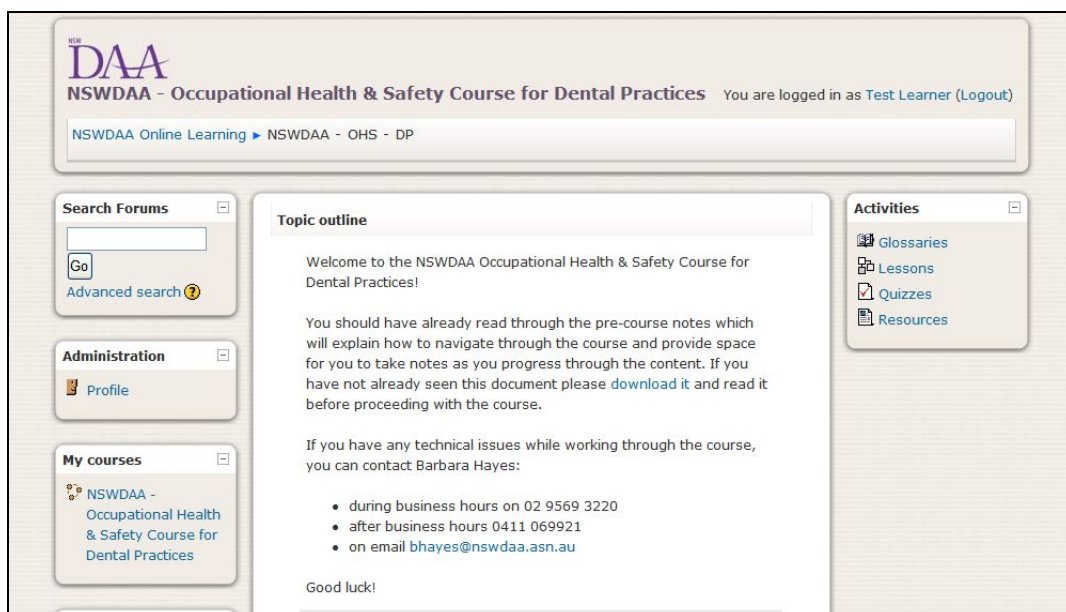 NSW
DAA
NSWDAA - Occupational Health & Safety Course for Dental Practices You are logged in as Test Learner (Logout)
NSWDAA Online Learning ► NSWDAA - OHS - DP
Search Forums
Go
Advanced search ?
Administration
Profile
My courses
NSWDAA -
Occupational Health
& Safety Course for
Dental Practices
Topic outline
Welcome to the NSWDAA Occupational Health & Safety Course for
Dental Practices!
You should have already read through the pre-course notes which
will explain how to navigate through the course and provide space
for you to take notes as you progress through the content. If you
have not already seen this document please download it and read it
before proceeding with the course.
If you have any technical issues while working through the course,
you can contact Barbara Hayes:
• during business hours on 02 9569 3220
• after business hours 0411 069921
• on email bhayes@nswdaa.asn.au
Good luck!
Activities
Glossaries
Lessons
Quizzes
Resources